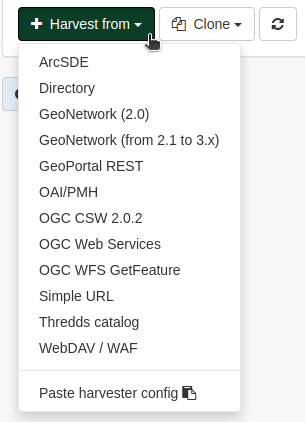 Harvest from
Clone
ArcSDE
Directory
GeoNetwork (2.0)
GeoNetwork (from 2.1 to 3.x)
GeoPortal REST
OAI/PMH
OGC CSW 2.0.2
OGC Web Services
OGC WFS GetFeature
Simple URL
Thredds catalog
WebDAV / WAF
Paste harvester config